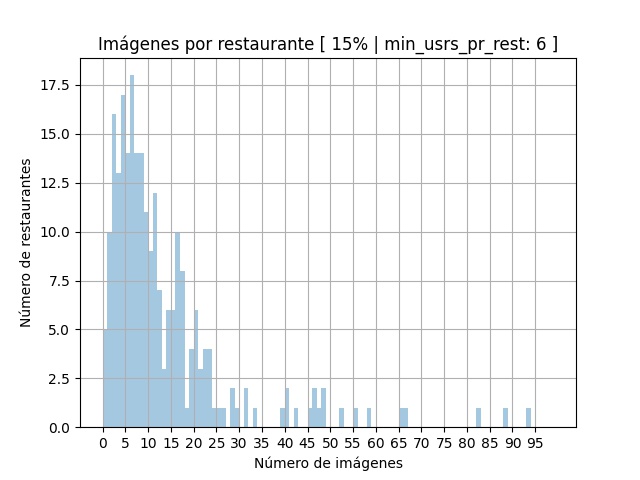 Imágenes por restaurante [ 15% | min_usrs_pr_rest: 6 ]
Número de restaurantes
17.5
15.0
12.5
10.0
7.5
5.0
2.5
0.0
0 5 10 15 20 25 30 35 40 45 50 55 60 65 70 75 80 85 90 95
Número de imágenes